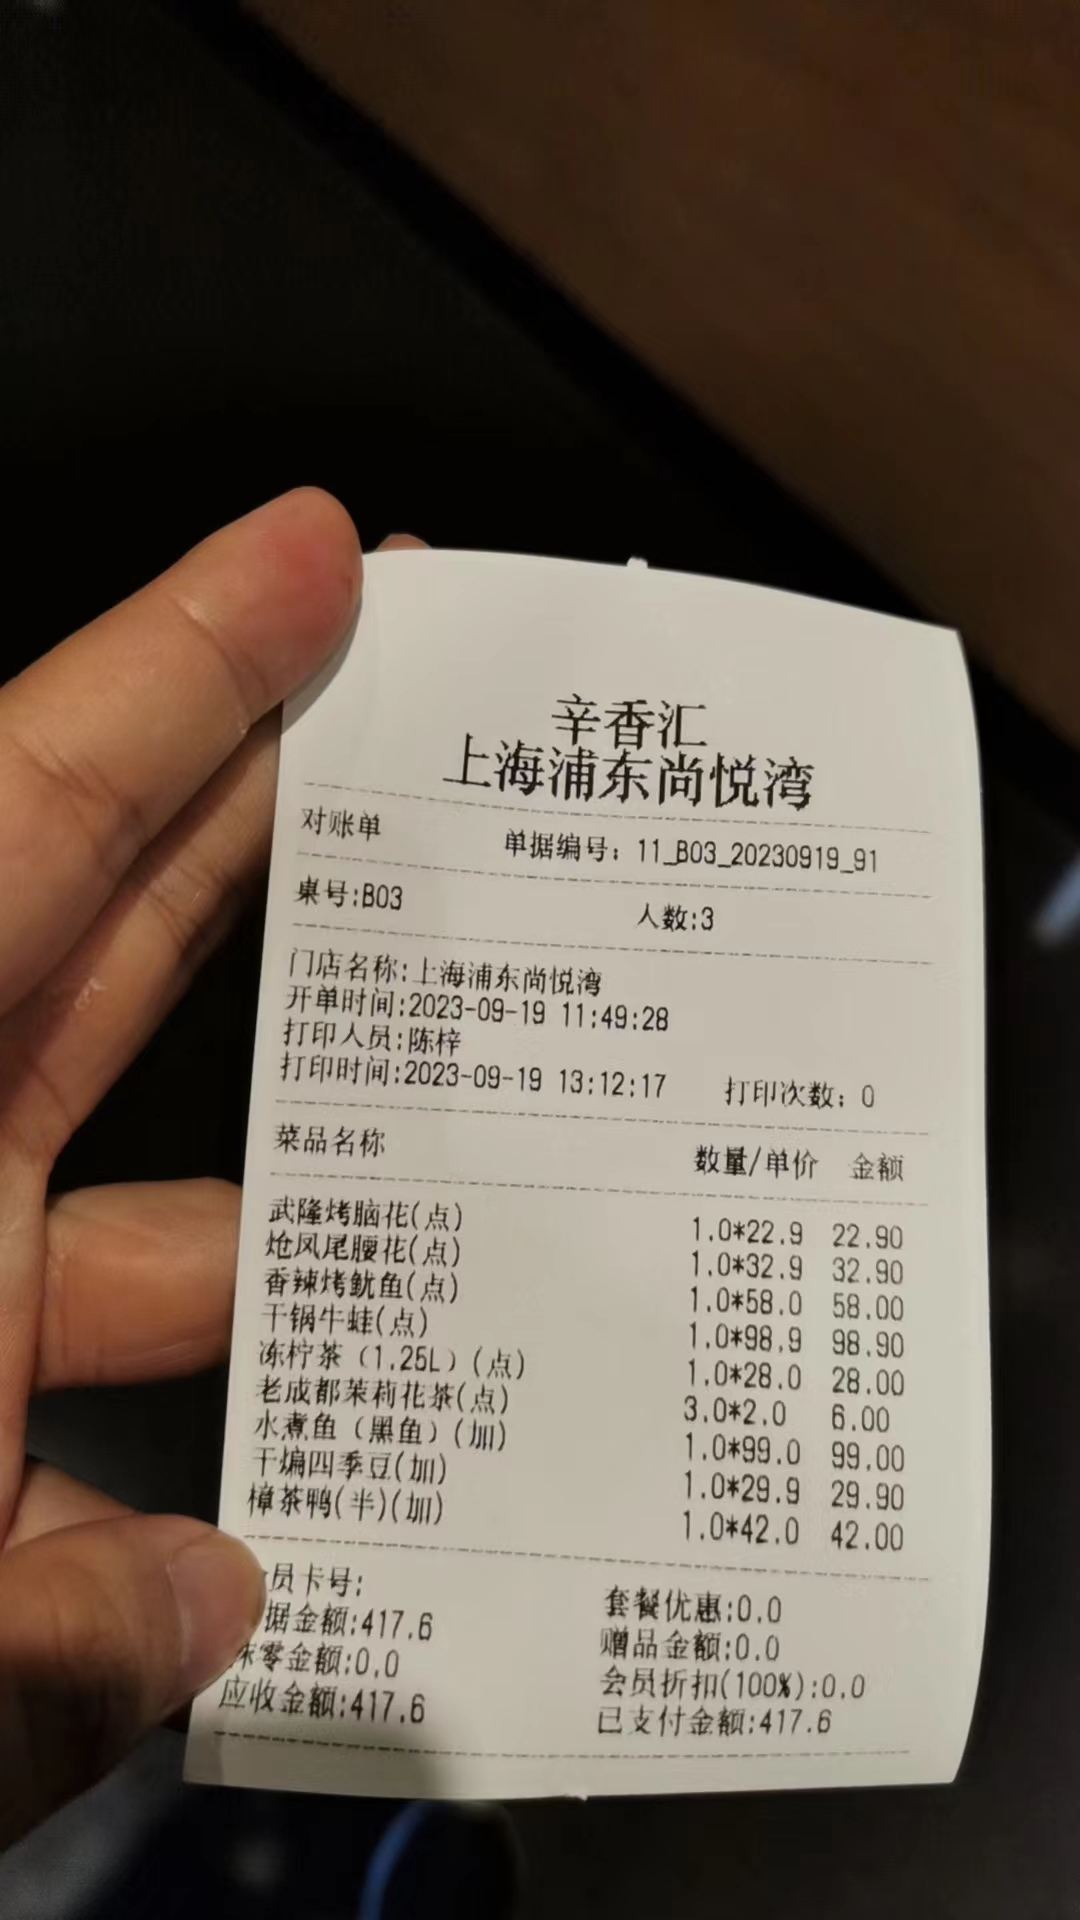 辛香汇
上海浦东尚悦湾
对账单 单据编号：11_B03_20230919_91
桌号:B03 人数:3
门店名称:上海浦东尚悦湾
开单时间:2023-09-19 11:49:28
打印人员:陈梓
打印时间:2023-09-19 13:12:17 打印次数：0
菜品名称 数量/单价 金额
武隆烤脑花(点) 1.0*22.9 22.90
炝凤尾腰花(点) 1.0*32.9 32.90
香辣烤鱿鱼(点) 1.0*58.0 58.00
干锅牛蛙(点) 1.0*98.9 98.90
冻柠茶（1.25L）(点) 1.0*28.0 28.00
老成都茉莉花茶(点) 3.0*2.0 6.00
水煮鱼（黑鱼）(加) 1.0*99.0 99.00
干煸四季豆(加) 1.0*29.9 29.90
樟茶鸭(半)(加) 1.0*42.0 42.00
员卡号: 套餐优惠:0.0
据金额:417.6 赠品金额:0.0
抹零金额:0.0 会员折扣(100%):0.0
应收金额:417.6 已支付金额:417.6